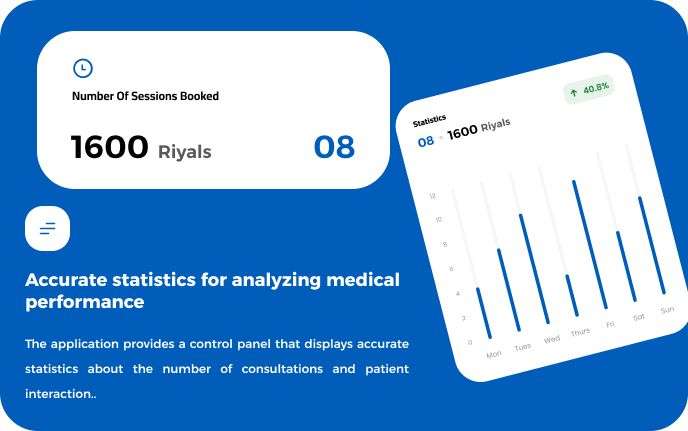 Number Of Sessions Booked
1600 Riyals 08
Statistics
08 1600 Riyals
40.8%
12
10
8
6
4
2
0
Mon Tues Wed Thurs Fri Sat Sun
Accurate statistics for analyzing medical
performance
The application provides a control panel that displays accurate
statistics about the number of consultations and patient
interaction..